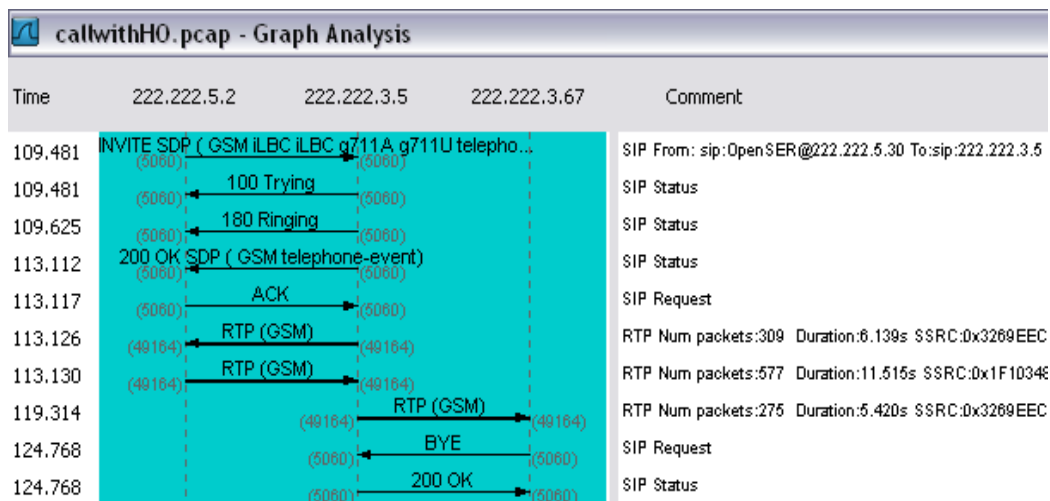 callwithHO.pcap - Graph Analysis
Time 222.222.5.2 222.222.3.5 222.222.3.67 Comment
109.481 INVITE SDP ( GSM iLBC iLBC g711A g711U telepho... SIP From: sip:OpenSER@222.222.5.30 To:sip:222.222.3.5
(5060) (5060)
109.481 100 Trying SIP Status
(5060) (5060)
109.625 180 Ringing SIP Status
(5060) (5060)
113.112 200 OK SDP ( GSM telephone-event) SIP Status
(5060) (5060)
113.117 ACK SIP Request
(5060) (5060)
113.126 RTP (GSM) RTP Num packets:309 Duration:6.139s SSRC:0x3269EEC
(49164) (49164)
113.130 RTP (GSM) RTP Num packets:577 Duration:11.515s SSRC:0x1F10348
(49164) (49164)
119.314 RTP (GSM) RTP Num packets:275 Duration:5.420s SSRC:0x3269EEC
(49164) (49164)
124.768 BYE SIP Request
(5060) (5060)
124.768 200 OK SIP Status
(5060) (5060)